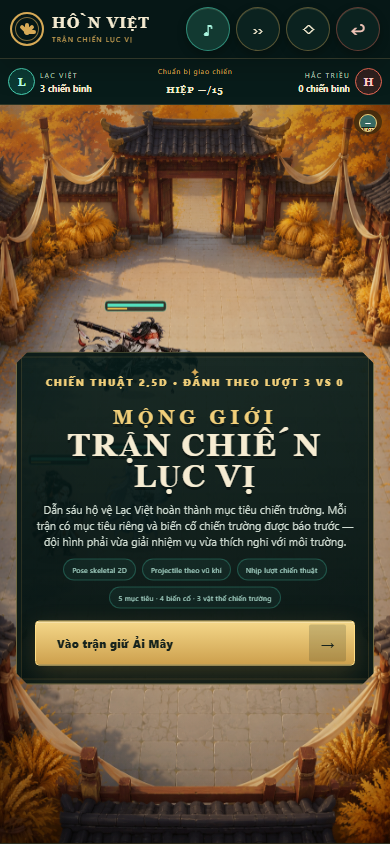 HỒN VIỆT
TRẬN CHIẾN LỤC VỊ
L
LẠC VIỆT
3 chiến binh
Chuẩn bị giao chiến
HIỆP —/15
HẮC TRIỀU
0 chiến binh
H
CHIẾN THUẬT 2.5D • ĐÁNH THEO LƯỢT 3 VS 0
MỘNG GIỚI
TRẬN CHIẾN
LỤC VỊ
Dẫn sáu hộ vệ Lạc Việt hoàn thành mục tiêu chiến trường. Mỗi
trận có mục tiêu riêng và biến cố chiến trường được báo trước —
đội hình phải vừa giải nhiệm vụ vừa thích nghi với môi trường.
Pose skeletal 2D
Projectile theo vũ khí
Nhịp lượt chiến thuật
5 mục tiêu · 4 biến cố · 3 vật thể chiến trường
Vào trận giữ Ải Mây →